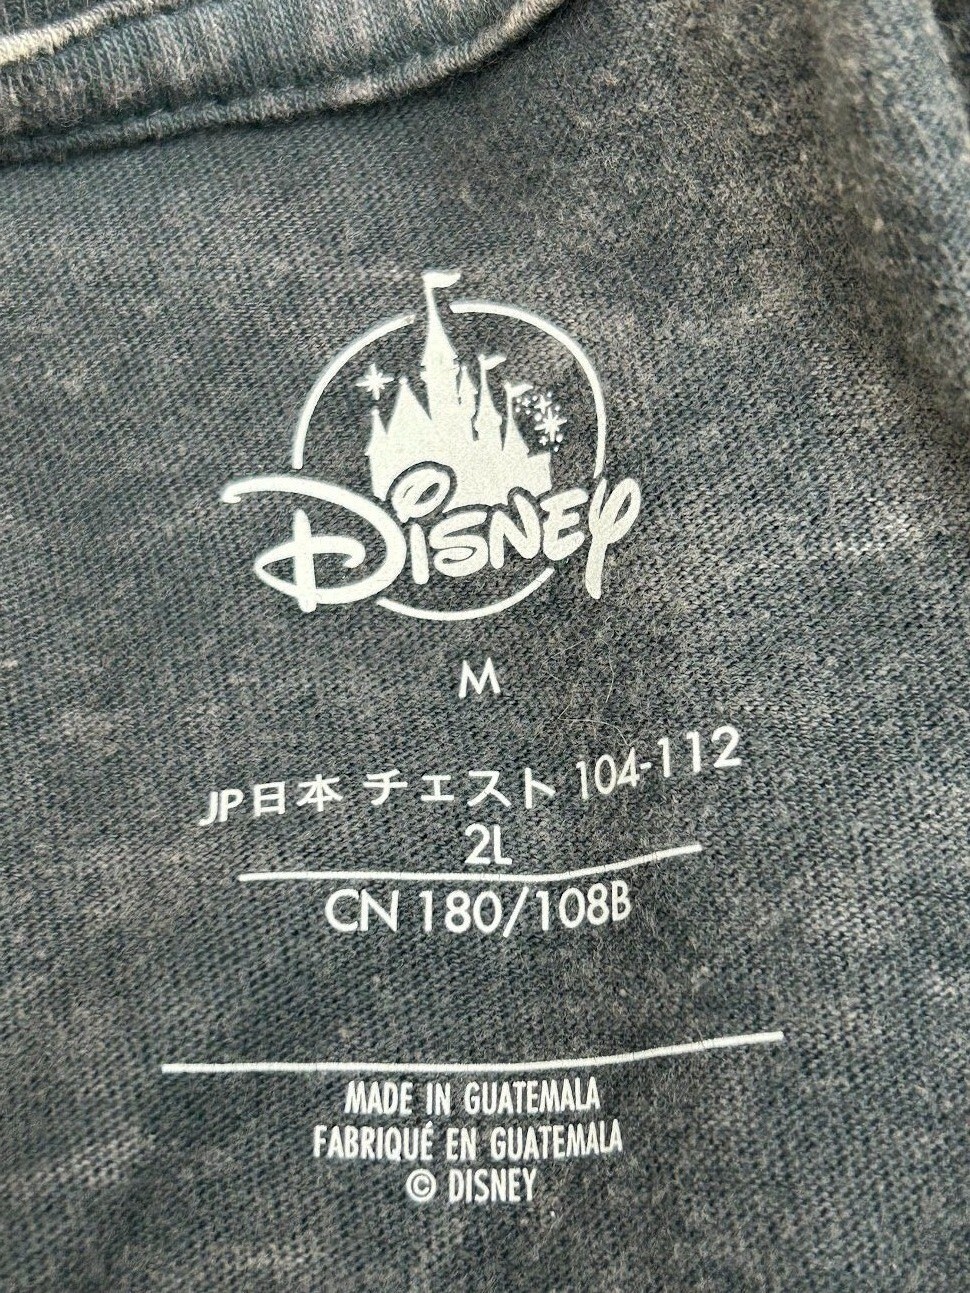 DISNEY
M
JP日本 チェスト 104-112
2L
CN 180/108B
MADE IN GUATEMALA
FABRIQUÉ EN GUATEMALA
© DISNEY